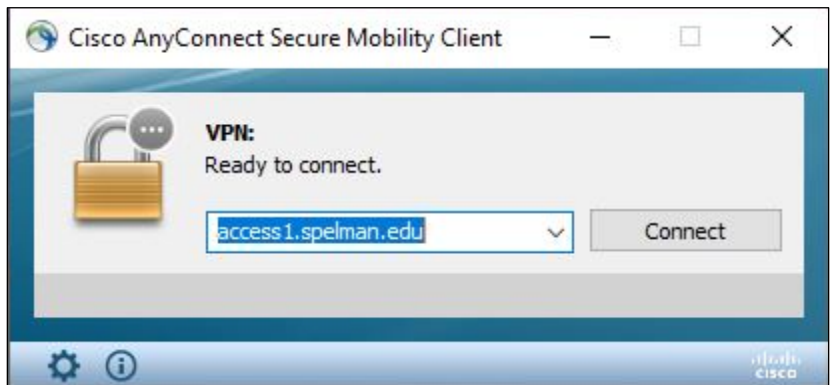 Cisco AnyConnect Secure Mobility Client
VPN:
Ready to connect.
access1.spelman.edu
Connect
cisco